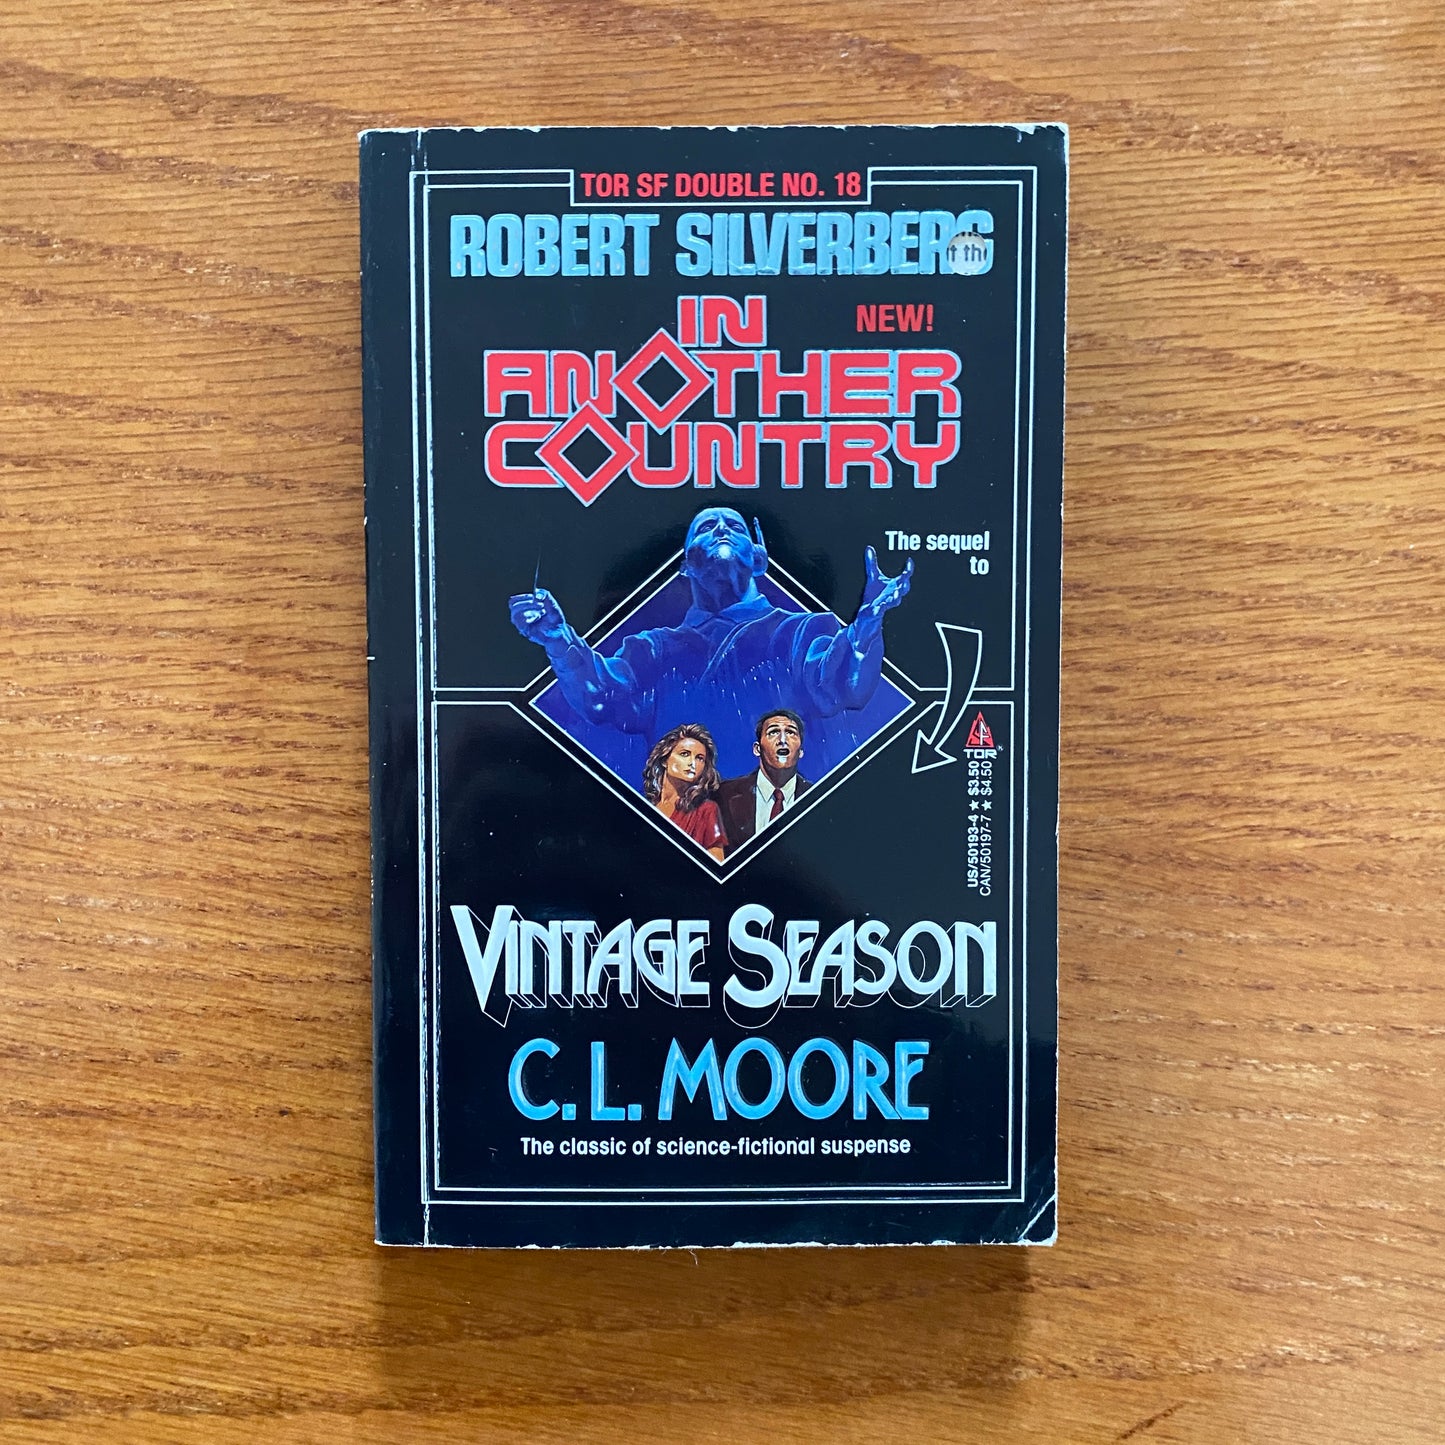 TOR SF DOUBLE NO. 18
ROBERT SILVERBERG
t the
NEW!
IN
ANOTHER
COUNTRY
The sequel
to
TOR
US/50193-4 ★ $3.50
CAN/50197-7 ★ $4.50
VINTAGE SEASON
C. L. MOORE
The classic of science-fictional suspense